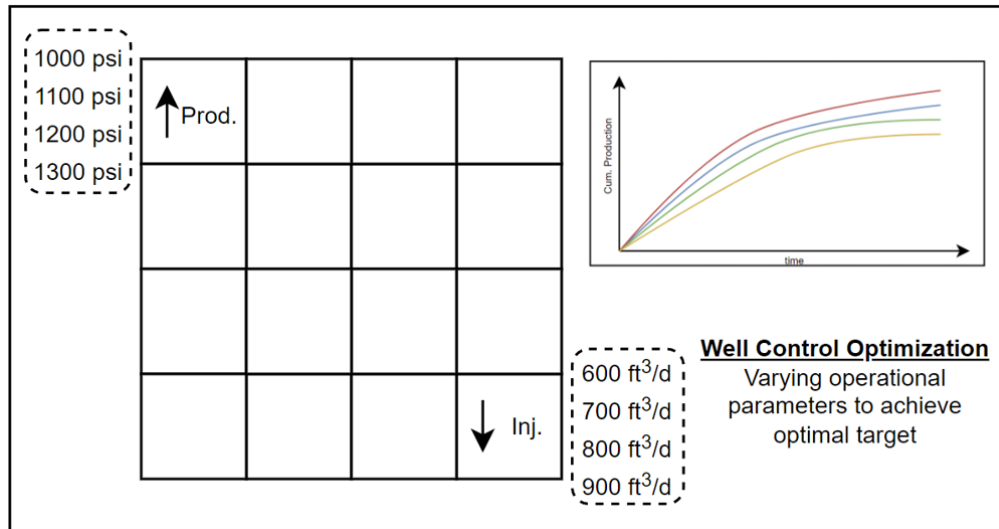 1000 psi
1100 psi
1200 psi
1300 psi
Prod.
Cum. Production
time
Inj.
600 ft³/d
700 ft³/d
800 ft³/d
900 ft³/d
Well Control Optimization
Varying operational
parameters to achieve
optimal target